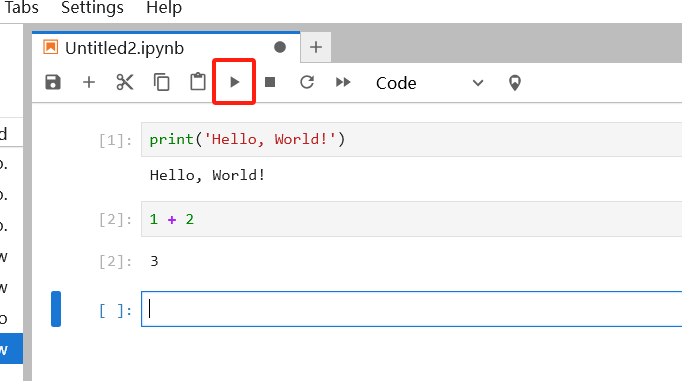 Tabs Settings Help
Untitled2.ipynb
Code
[1]: print('Hello, World!')
Hello, World!
[2]: 1 + 2
[2]: 3
[ ]:
d
o.
o.
o.
w
w
o
w